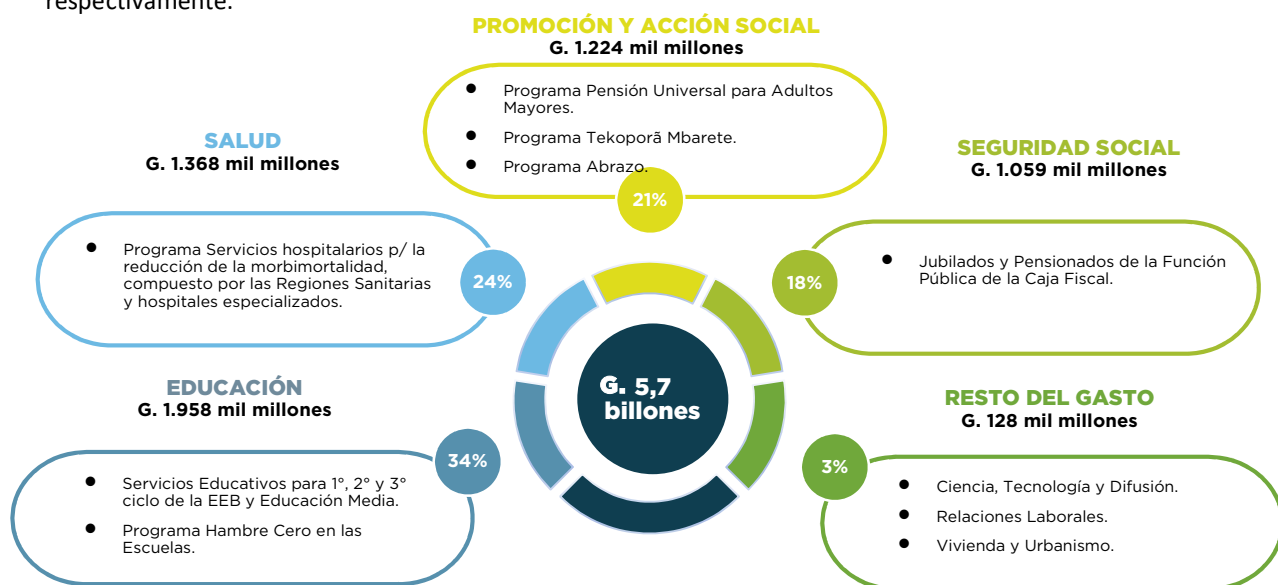 respectivamente.
PROMOCIÓN Y ACCIÓN SOCIAL
G. 1.224 mil millones
● Programa Pensión Universal para Adultos
Mayores.
● Programa Tekoporã Mbarete.
● Programa Abrazo.
21%
SALUD
G. 1.368 mil millones
● Programa Servicios hospitalarios p/ la
reducción de la morbimortalidad,
compuesto por las Regiones Sanitarias
y hospitales especializados.
24%
SEGURIDAD SOCIAL
G. 1.059 mil millones
● Jubilados y Pensionados de la Función
Pública de la Caja Fiscal.
18%
G. 5,7
billones
EDUCACIÓN
G. 1.958 mil millones
● Servicios Educativos para 1°, 2° y 3°
ciclo de la EEB y Educación Media.
● Programa Hambre Cero en las
Escuelas.
34%
RESTO DEL GASTO
G. 128 mil millones
● Ciencia, Tecnología y Difusión.
● Relaciones Laborales.
● Vivienda y Urbanismo.
3%